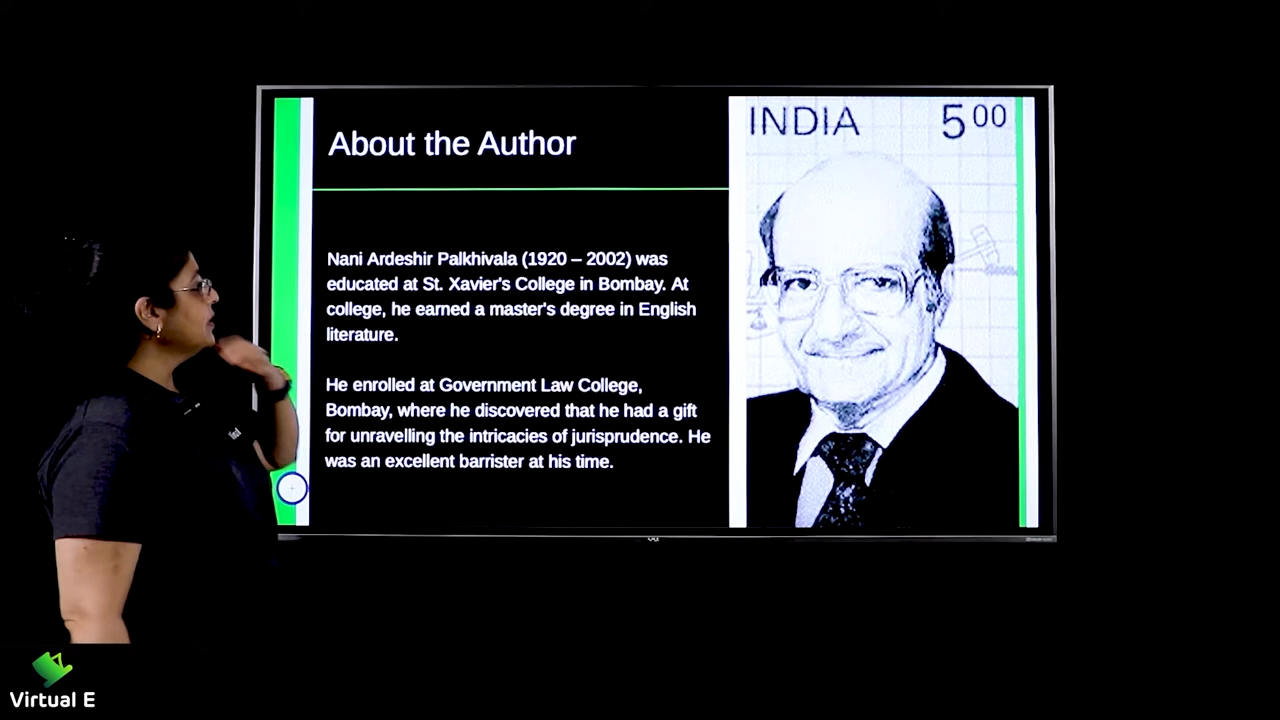 About the Author
INDIA 5 00
Nani Ardeshir Palkhivala (1920 – 2002) was
educated at St. Xavier's College in Bombay. At
college, he earned a master's degree in English
literature.
He enrolled at Government Law College,
Bombay, where he discovered that he had a gift
for unravelling the intricacies of jurisprudence. He
was an excellent barrister at his time.
Virtual E